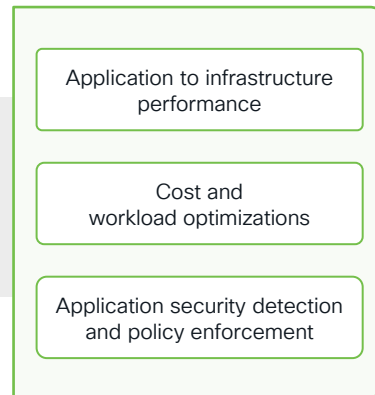 Application to infrastructure
performance
Cost and
workload optimizations
Application security detection
and policy enforcement